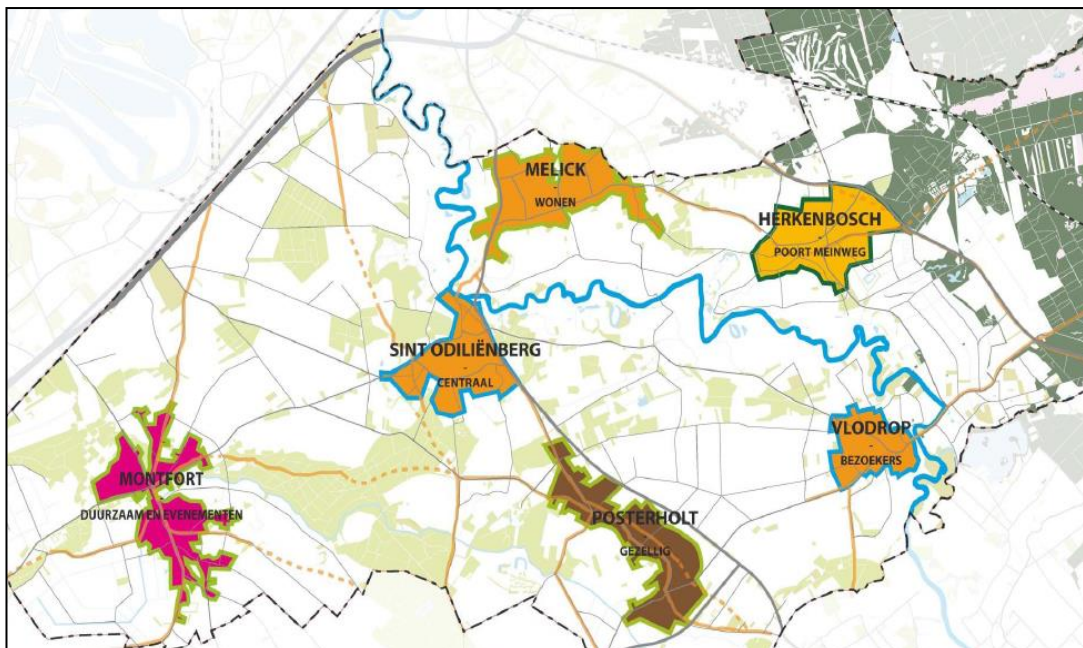 MELICK
-
WONEN
HERKENBOSCH
-
POORT MEINWEG
SINT ODILIËNBERG
-
CENTRAAL
VLODROP
-
BEZOEKERS
MONTFORT
-
DUURZAAM EN EVENEMENTEN
POSTERHOLT
-
GEZELLIG